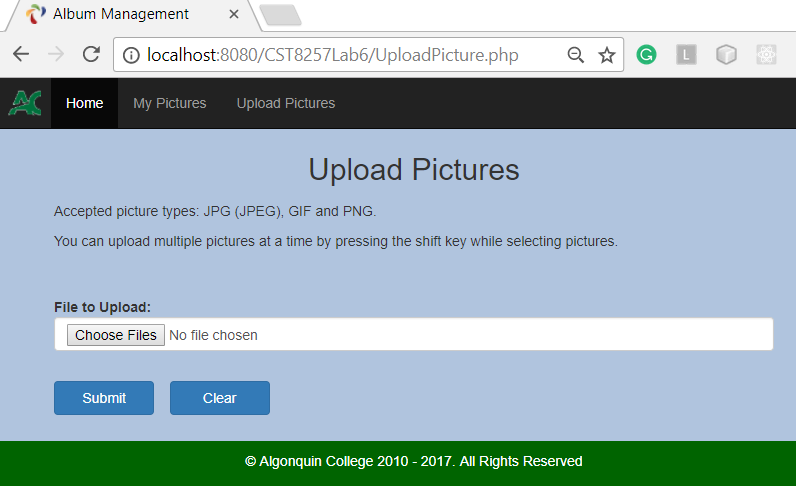 Album Management
localhost:8080/CST8257Lab6/UploadPicture.php
L
AC Home My Pictures Upload Pictures
Upload Pictures
Accepted picture types: JPG (JPEG), GIF and PNG.
You can upload multiple pictures at a time by pressing the shift key while selecting pictures.
File to Upload:
Choose Files No file chosen
Submit Clear
© Algonquin College 2010 - 2017. All Rights Reserved